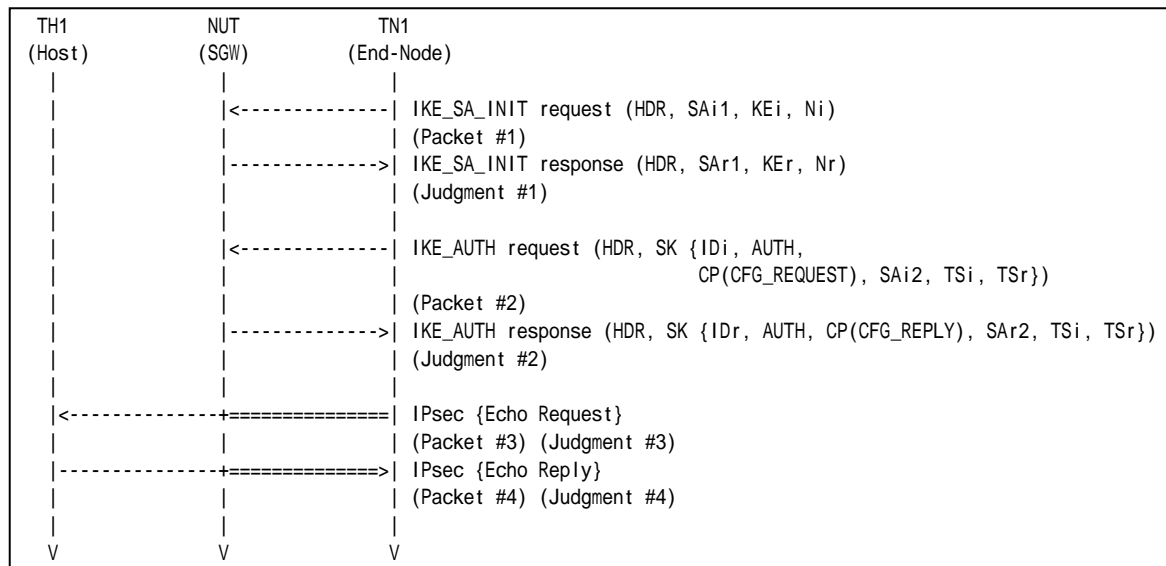 TH1 NUT TN1
(Host) (SGW) (End-Node)
| | |
| |<--------------| IKE_SA_INIT request (HDR, SAi1, KEi, Ni)
| | | (Packet #1)
| |-------------->| IKE_SA_INIT response (HDR, SAr1, KEr, Nr)
| | | (Judgment #1)
| | |
| |<--------------| IKE_AUTH request (HDR, SK {IDi, AUTH,
| | | CP(CFG_REQUEST), SAi2, TSi, TSr})
| | | (Packet #2)
| |-------------->| IKE_AUTH response (HDR, SK {IDr, AUTH, CP(CFG_REPLY), SAr2, TSi, TSr})
| | | (Judgment #2)
| | |
|<--------------+===============| IPsec {Echo Request}
| | | (Packet #3) (Judgment #3)
|---------------+==============>| IPsec {Echo Reply}
| | | (Packet #4) (Judgment #4)
| | |
V V V